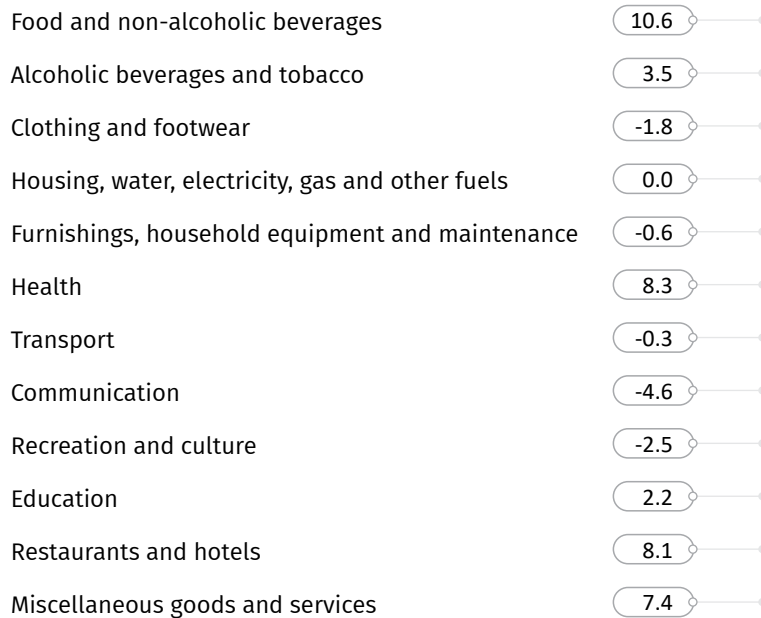 Food and non-alcoholic beverages 10.6
Alcoholic beverages and tobacco 3.5
Clothing and footwear -1.8
Housing, water, electricity, gas and other fuels 0.0
Furnishings, household equipment and maintenance -0.6
Health 8.3
Transport -0.3
Communication -4.6
Recreation and culture -2.5
Education 2.2
Restaurants and hotels 8.1
Miscellaneous goods and services 7.4